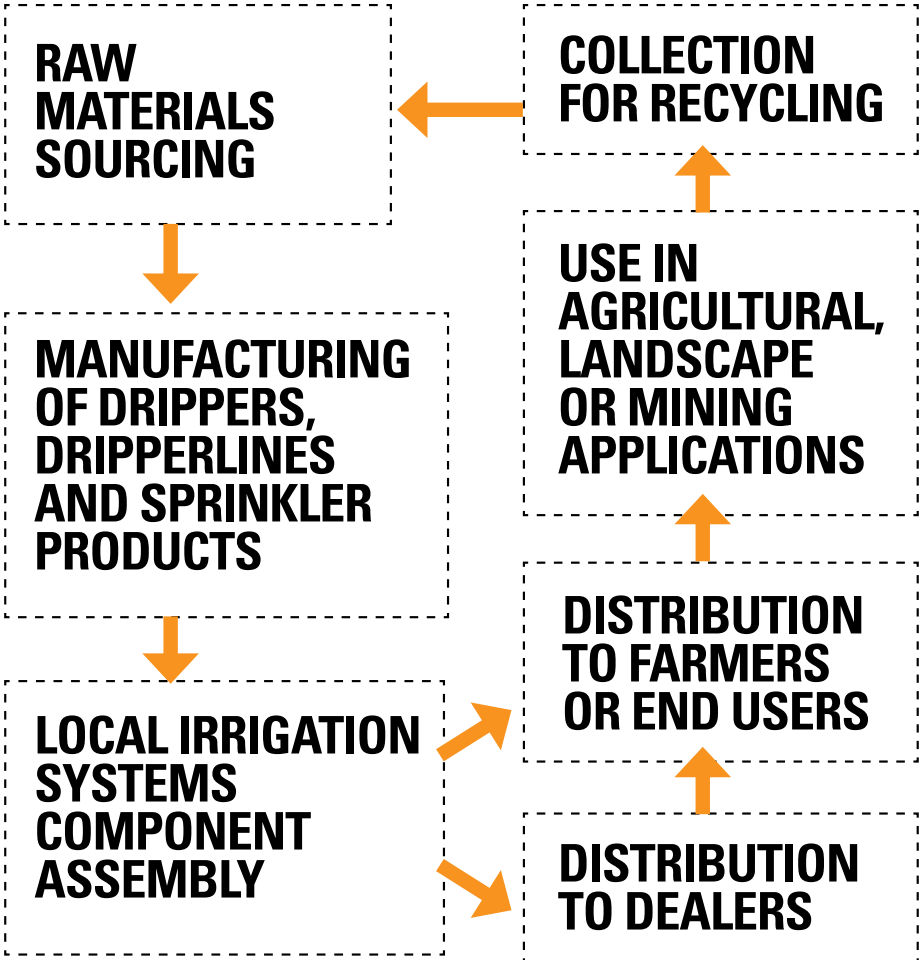 RAW
MATERIALS
SOURCING
MANUFACTURING
OF DRIPPERS,
DRIPPERLINES
AND SPRINKLER
PRODUCTS
LOCAL IRRIGATION
SYSTEMS
COMPONENT
ASSEMBLY
DISTRIBUTION
TO DEALERS
DISTRIBUTION
TO FARMERS
OR END USERS
USE IN
AGRICULTURAL,
LANDSCAPE
OR MINING
APPLICATIONS
COLLECTION
FOR RECYCLING